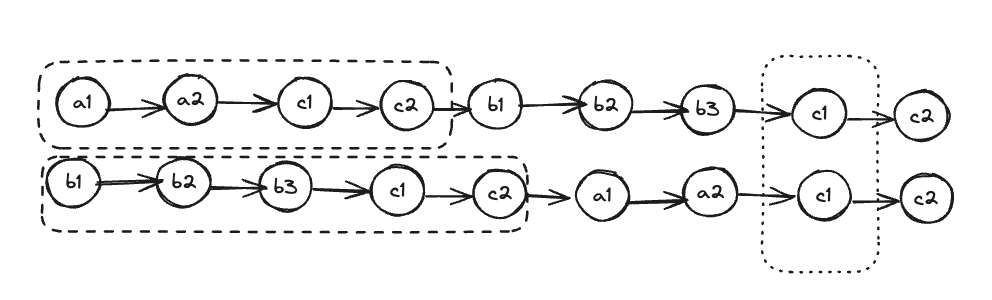 a1 a2 c1 c2 b1 b2 b3 c1 c2
b1 b2 b3 c1 c2 a1 a2 c1 c2